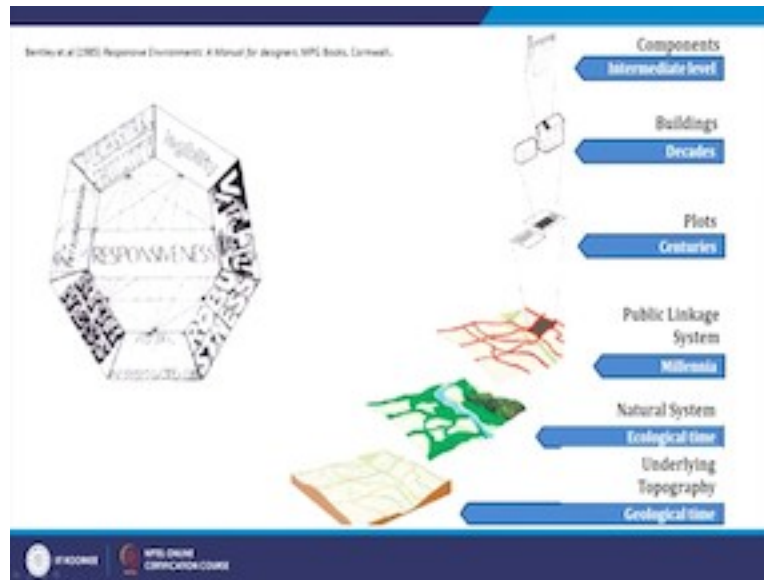 Bentley et al (1985) Responsive Environments: A Manual for designers, MPG Books, Cornwall.
Components
Intermediate level
Buildings
Decades
Plots
Centuries
Public Linkage
System
Millennia
Natural System
Ecological time
Underlying
Topography
Geological time
RESPONSIVENESS
IIT ROORKEE
NPTEL ONLINE
CERTIFICATION COURSE